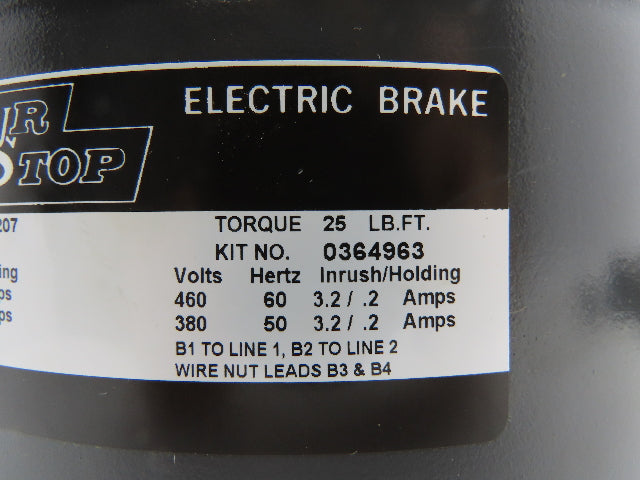 ELECTRIC BRAKE
TOP
207
TORQUE 25 LB.FT.
KIT NO. 0364963
Volts Hertz Inrush/Holding
460 60 3.2 / .2 Amps
380 50 3.2 / .2 Amps
B1 TO LINE 1, B2 TO LINE 2
WIRE NUT LEADS B3 & B4